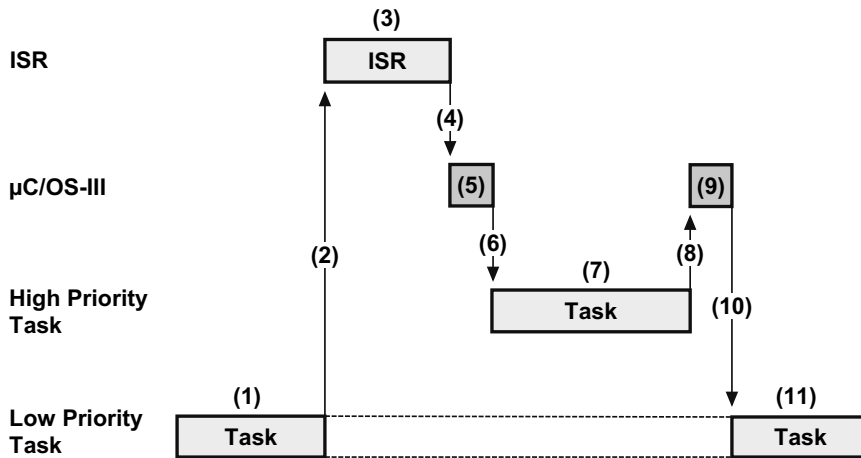 (3)
ISR
ISR
(4)
µC/OS-III
(5)
(9)
(2)
(6)
(8)
(7)
High Priority
Task
Task
(10)
(1)
(11)
Low Priority
Task
Task
Task